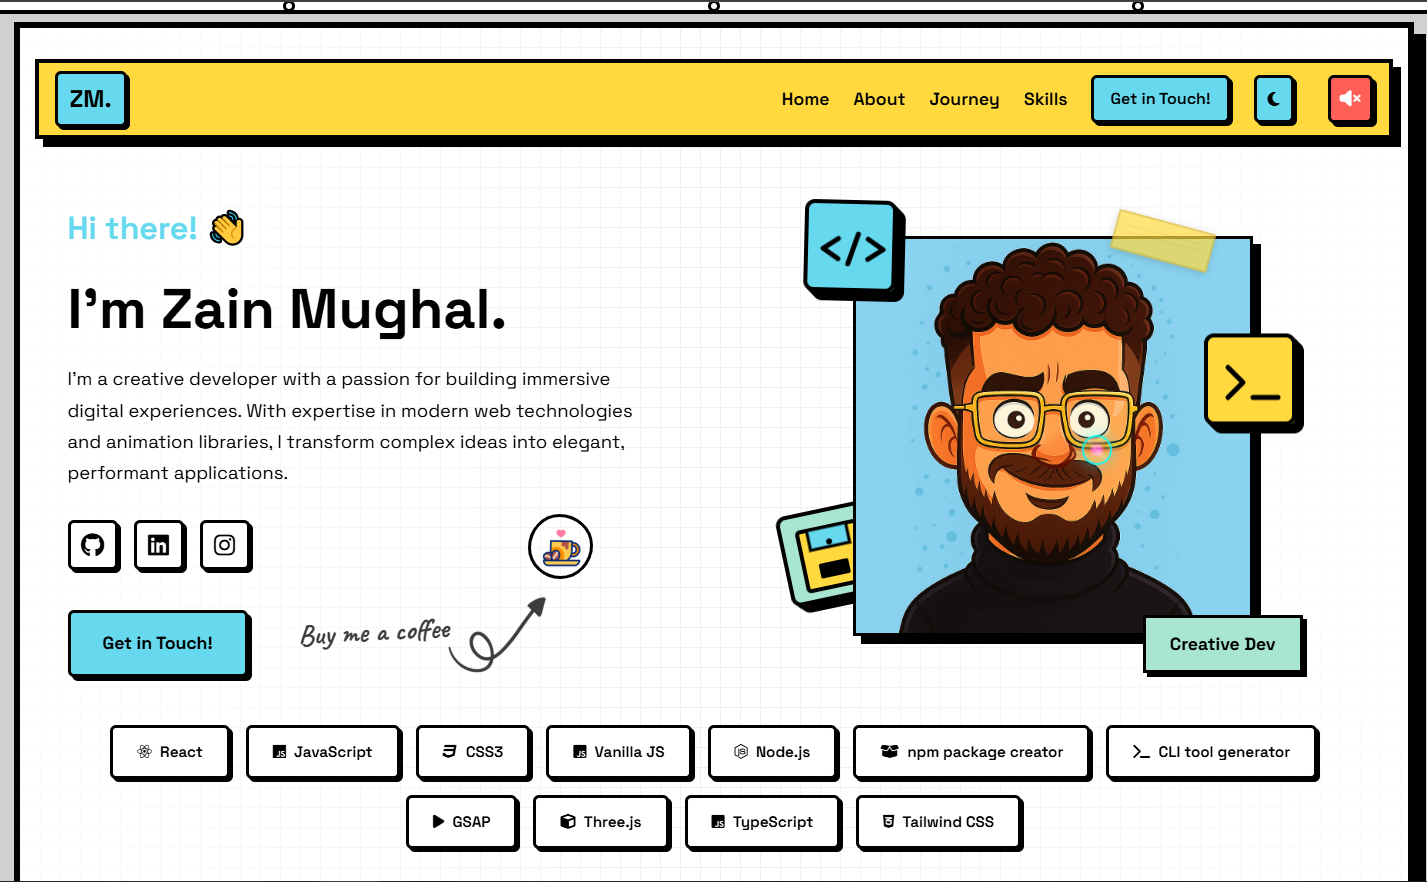 ZM.
Home About Journey Skills Get in Touch!
Hi there!
I'm Zain Mughal.
I'm a creative developer with a passion for building immersive
digital experiences. With expertise in modern web technologies
and animation libraries, I transform complex ideas into elegant,
performant applications.
</>
>_
Get in Touch!
Buy me a coffee
Creative Dev
React JavaScript CSS3 Vanilla JS Node.js npm package creator CLI tool generator
GSAP Three.js TypeScript Tailwind CSS